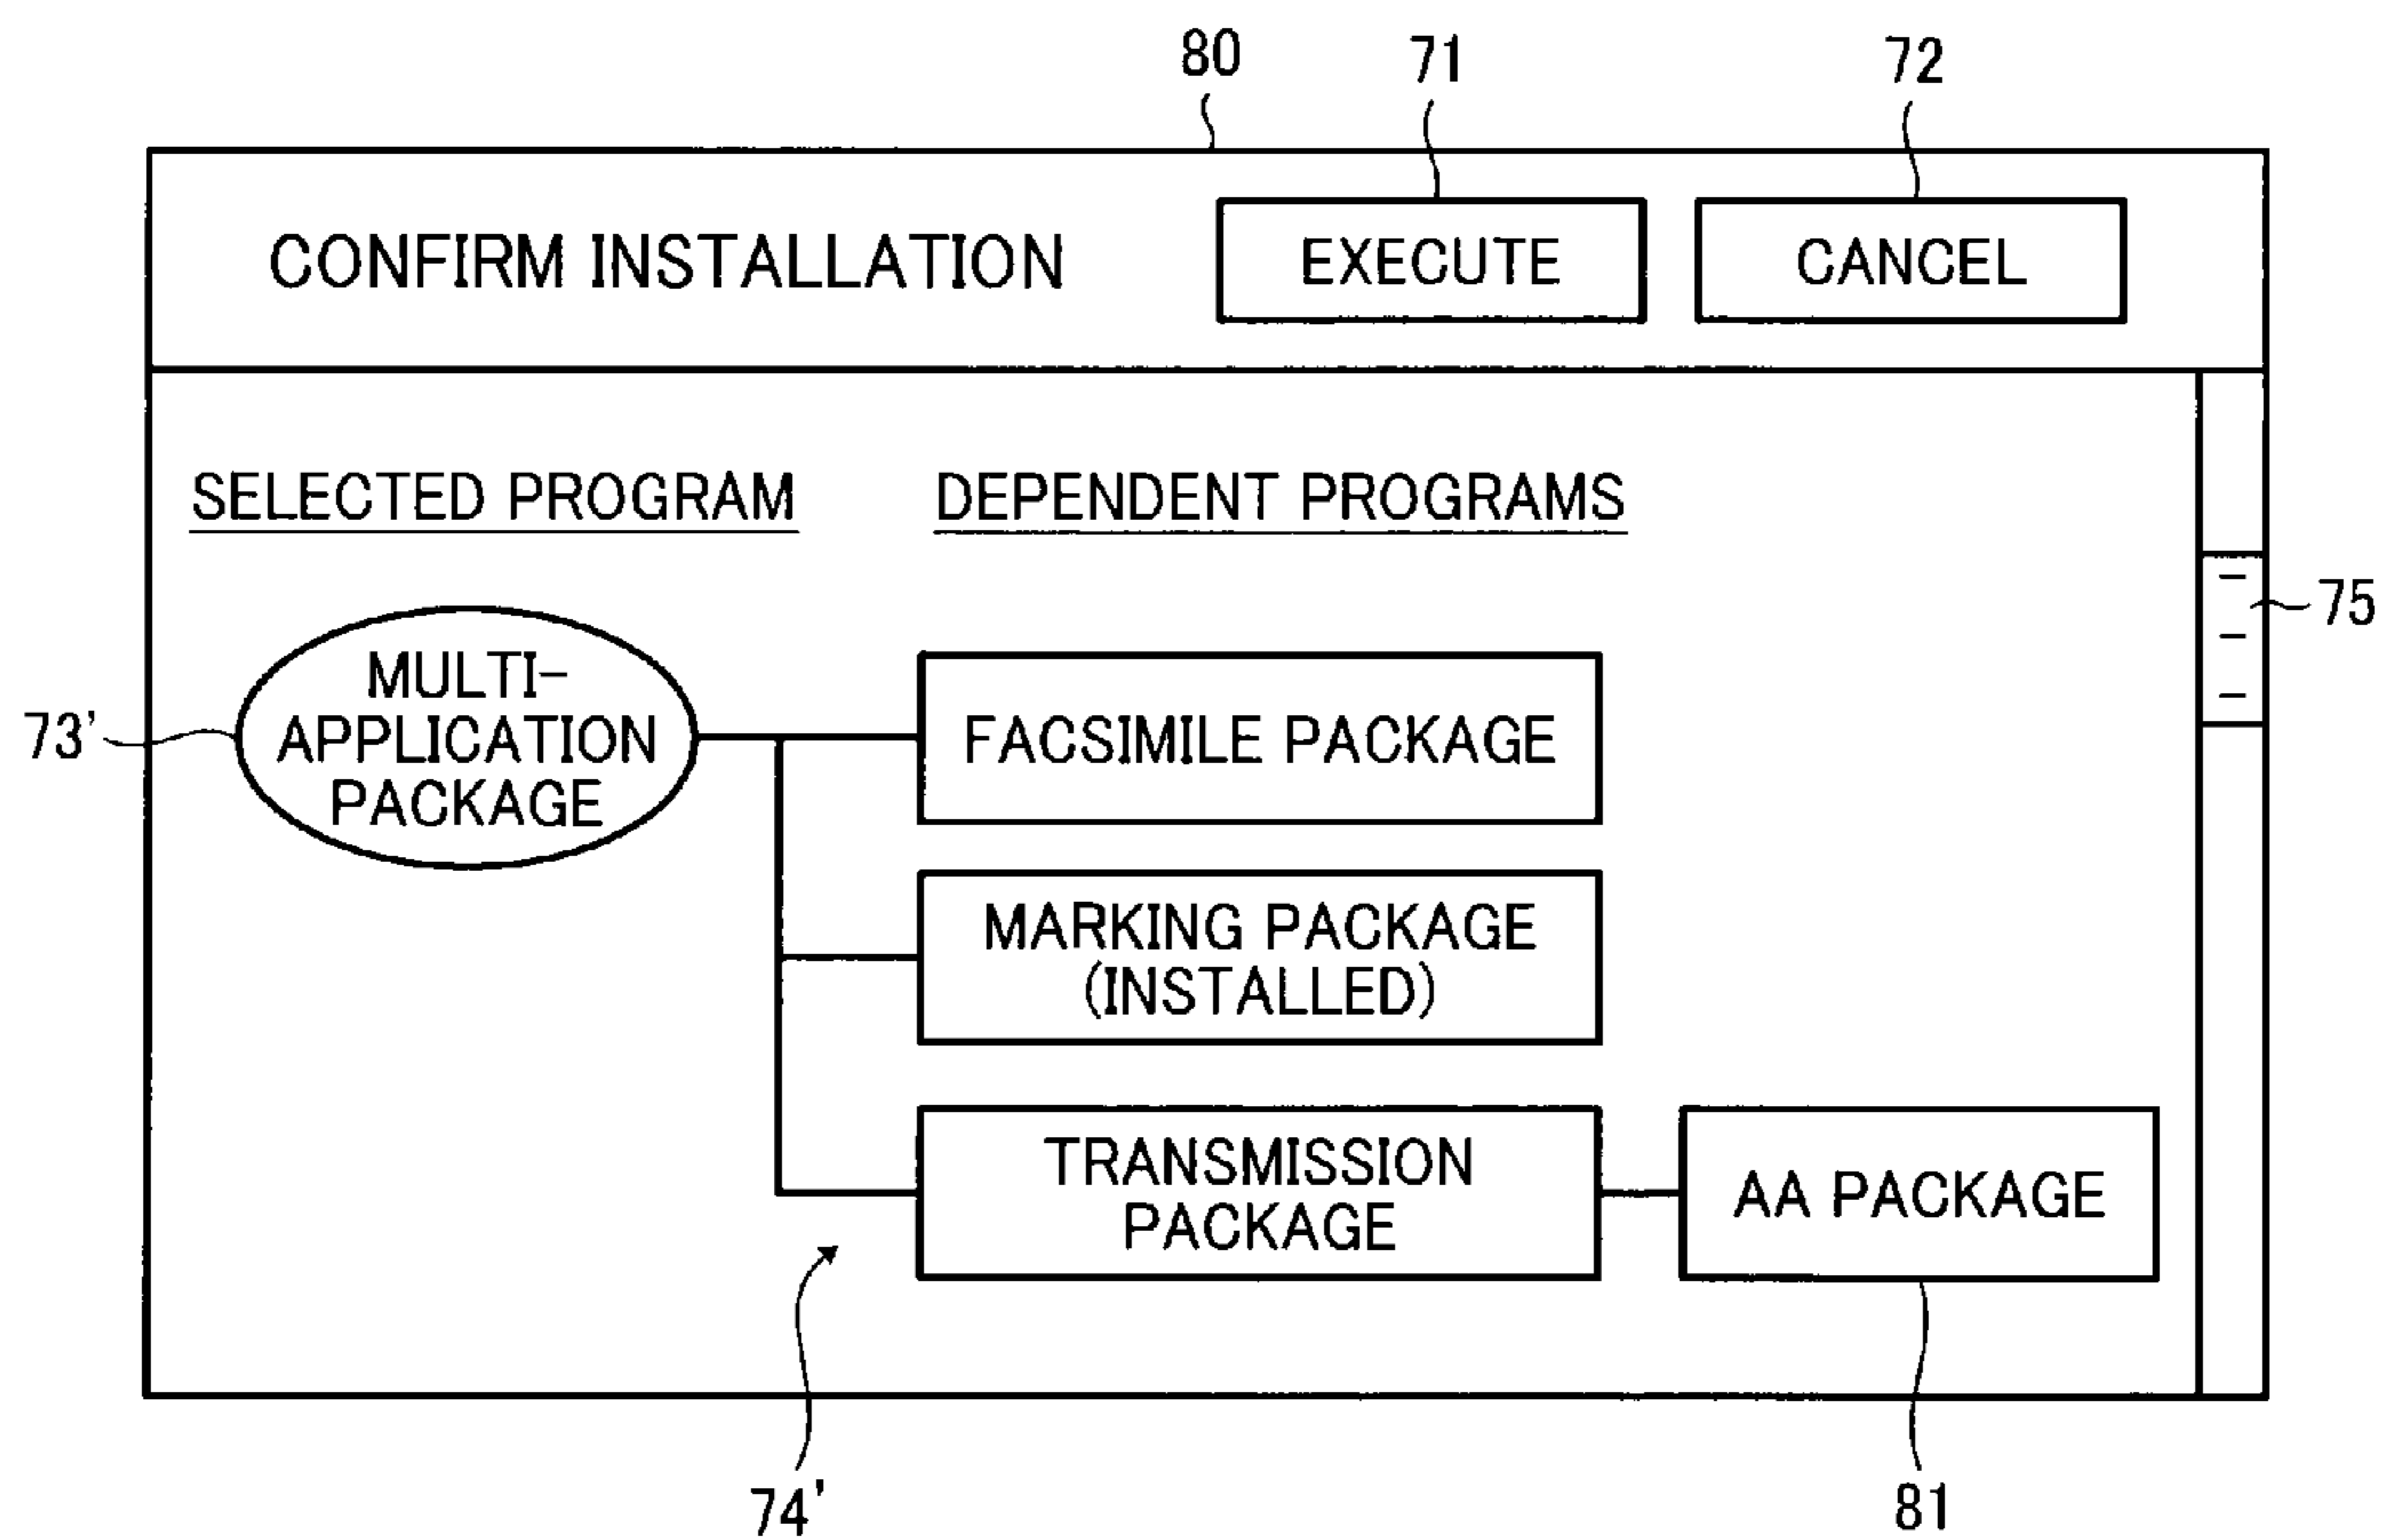 80
71
72
CONFIRM INSTALLATION
EXECUTE
CANCEL
SELECTED PROGRAM
DEPENDENT PROGRAMS
75
73'
MULTI-
APPLICATION
PACKAGE
FACSIMILE PACKAGE
MARKING PACKAGE
(INSTALLED)
TRANSMISSION
PACKAGE
AA PACKAGE
74'
81